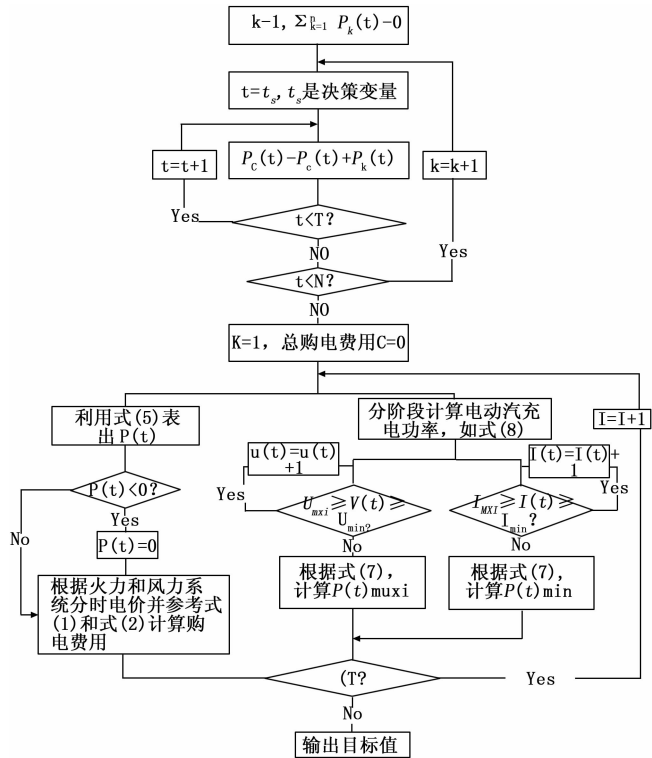 k−1, Σⁿₖ₌₁ Pₖ(t)−0
t=tₛ, tₛ是决策变量
t=t+1
P_C(t)−P_c(t)+P_k(t)
k=k+1
Yes
t<T?
NO
Yes
t<N?
NO
K=1, 总购电费用C=0
利用式(5)表
出P(t)
分阶段计算电动汽充
电功率, 如式(8)
I=I+1
u(t)=u(t)
+1
I(t)=I(t)+
1
P(t)<0?
Yes
U_mxi≥V(t)≥
U_min?
I_MXI≥I(t)≥
I_min?
Yes
No
Yes
P(t)=0
No
No
根据火力和风力系
统分时电价并参考式
(1)和式(2)计算购
电费用
根据式(7),
计算P(t)muxi
根据式(7),
计算P(t)min
(T?
Yes
No
输出目标值